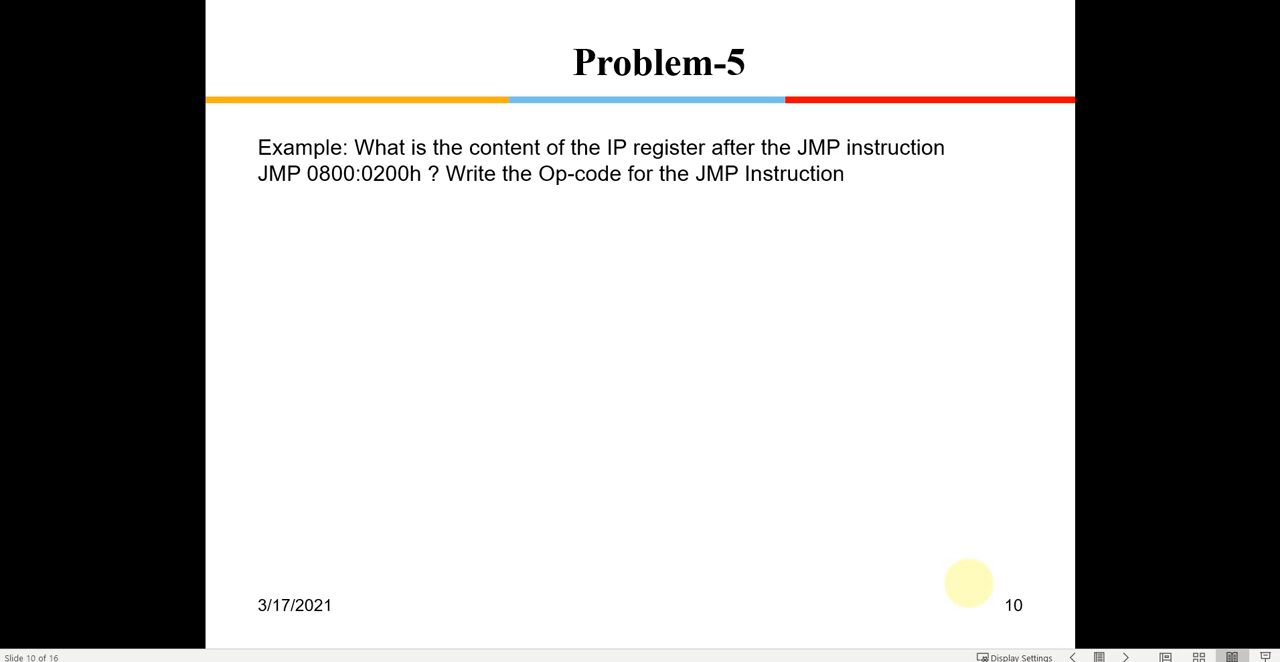 Problem-5
Example: What is the content of the IP register after the JMP instruction
JMP 0800:0200h ? Write the Op-code for the JMP Instruction
3/17/2021
10
Slide 10 of 16
Display Settings